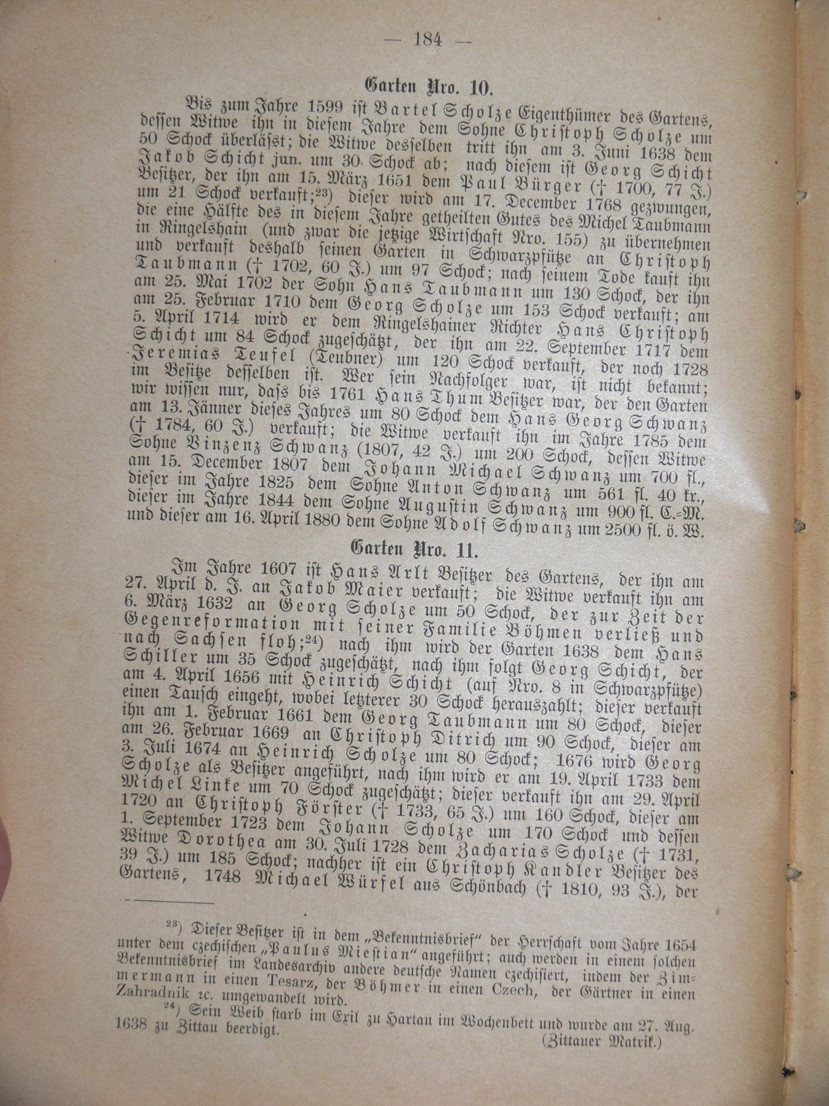 — 184 —
Garten Nro. 10.
Bis zum Jahre 1599 ist Bartel Scholze Eigenthümer des Gartens,
dessen Witwe ihn in diesem Jahre dem Sohne Christoph Scholze um
50 Schock überläßt; die Witwe desselben tritt ihn am 3. Juni 1638 dem
Jakob Schicht jun. um 30 Schock ab; nach diesem ist Georg Schicht
Besitzer, der ihn am 15. März 1651 dem Paul Bürger († 1700, 77 J.)
um 21 Schock verkauft;²³) dieser wird am 17. December 1768 gezwungen,
die eine Hälfte des in diesem Jahre getheilten Gutes des Michel Taubmann
in Ringelshain (und zwar die jetzige Wirtschaft Nro. 155) zu übernehmen
und verkauft deshalb seinen Garten in Schwarzpfütze an Christoph
Taubmann († 1702, 60 J.) um 97 Schock; nach seinem Tode kauft ihn
am 25. Mai 1702 der Sohn Hans Taubmann um 130 Schock, der ihn
am 25. Februar 1710 dem Georg Scholze um 153 Schock verkauft; am
5. April 1714 wird er dem Ringelshainer Richter Hans Christoph
Schicht um 84 Schock zugeschätzt, der ihn am 22. September 1717 dem
Jeremias Teufel (Teubner) um 120 Schock verkauft, der noch 1728
im Besitze desselben ist. Wer sein Nachfolger war, ist nicht bekannt;
wir wissen nur, dass bis 1761 Hans Thum Besitzer war, der den Garten
am 13. Jänner dieses Jahres um 80 Schock dem Hans Georg Schwanz
(† 1784, 60 J.) verkauft; die Witwe verkauft ihn im Jahre 1785 dem
Sohne Vinzenz Schwanz (1807, 42 J.) um 200 Schock, dessen Witwe
am 15. December 1807 dem Johann Michael Schwanz um 700 fl.,
dieser im Jahre 1825 dem Sohne Anton Schwanz um 561 fl. 40 kr.,
dieser im Jahre 1844 dem Sohne Augustin Schwanz um 900 fl. C.=M.
und dieser am 16. April 1880 dem Sohne Adolf Schwanz um 2500 fl. ö. W.
Garten Nro. 11.
Im Jahre 1607 ist Hans Arlt Besitzer des Gartens, der ihn am
27. April d. J. an Jakob Maier verkauft; die Witwe verkauft ihn am
6. März 1632 an Georg Scholze um 50 Schock, der zur Zeit der
Gegenreformation mit seiner Familie Böhmen verließ und
nach Sachsen floh;²⁴) nach ihm wird der Garten 1638 dem Hans
Schiller um 35 Schock zugeschätzt, nach ihm folgt Georg Schicht, der
am 4. April 1656 mit Heinrich Schicht (auf Nro. 8 in Schwarzpfütze)
einen Tausch eingeht, wobei letzterer 30 Schock herauszahlt; dieser verkauft
ihn am 1. Februar 1661 dem Georg Taubmann um 80 Schock, dieser
am 26. Februar 1669 an Christoph Ditrich um 90 Schock, dieser am
3. Juli 1674 an Heinrich Scholze um 80 Schock; 1676 wird Georg
Scholze als Besitzer angeführt, nach ihm wird er am 19. April 1733 dem
Michel Linke um 70 Schock zugeschätzt; dieser verkauft ihn am 29. April
1720 an Christoph Förster († 1733, 65 J.) um 160 Schock, dieser am
1. September 1723 dem Johann Scholze um 170 Schock und dessen
Witwe Dorothea am 30. Juli 1728 dem Zacharias Scholze († 1731,
39 J.) um 185 Schock; nachher ist ein Christoph Kandler Besitzer des
Gartens, 1748 Michael Würfel aus Schönbach († 1810, 93 J.), der
²³) Dieser Besitzer ist in dem „Bekenntnisbrief“ der Herrschaft vom Jahre 1654
unter dem czechischen „Paulus Miestian“ angeführt; auch werden in einem solchen
Bekenntnisbrief im Landesarchiv andere deutsche Namen czechisiert, indem der Zim=
mermann in einen Tesarz, der Böhmer in einen Czech, der Gärtner in einen
Zahradnik ꝛc. umgewandelt wird.
²⁴) Sein Weib starb im Exil zu Hartau im Wochenbett und wurde am 27. Aug.
1638 zu Zittau beerdigt.
(Zittauer Matrik.)